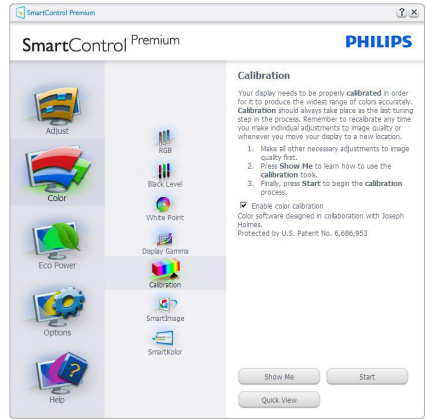 SmartControl Premium
? ×
SmartControl Premium
PHILIPS
Adjust
Color
Eco Power
Options
Help
RGB
Black Level
White Point
Display Gamma
Calibration
SmartImage
SmartKolor
Calibration
Your display needs to be properly calibrated in order
for it to produce the widest range of colors accurately.
Calibration should always take place as the last tuning
step in the process. Remember to recalibrate any time
you make individual adjustments to image quality or
whenever you move your display to a new location.
1. Make all other necessary adjustments to image
quality first.
2. Press Show Me to learn how to use the
calibration tools.
3. Finally, press Start to begin the calibration
process.
Enable color calibration
Color software designed in collaboration with Joseph
Holmes.
Protected by U.S. Patent No. 6,686,953
Show Me
Start
Quick View